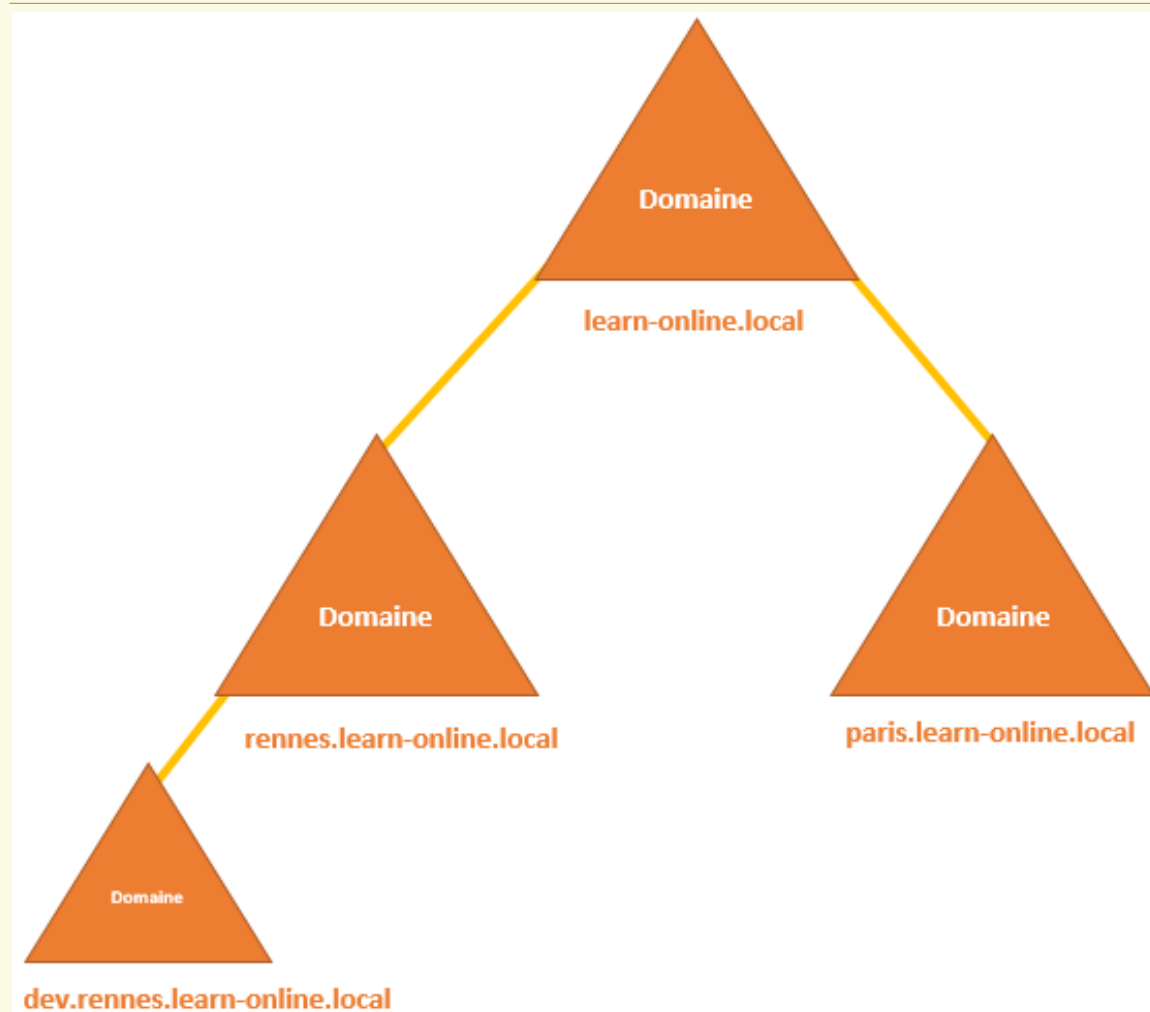 Domaine
learn-online.local
Domaine
rennes.learn-online.local
Domaine
paris.learn-online.local
Domaine
dev.rennes.learn-online.local